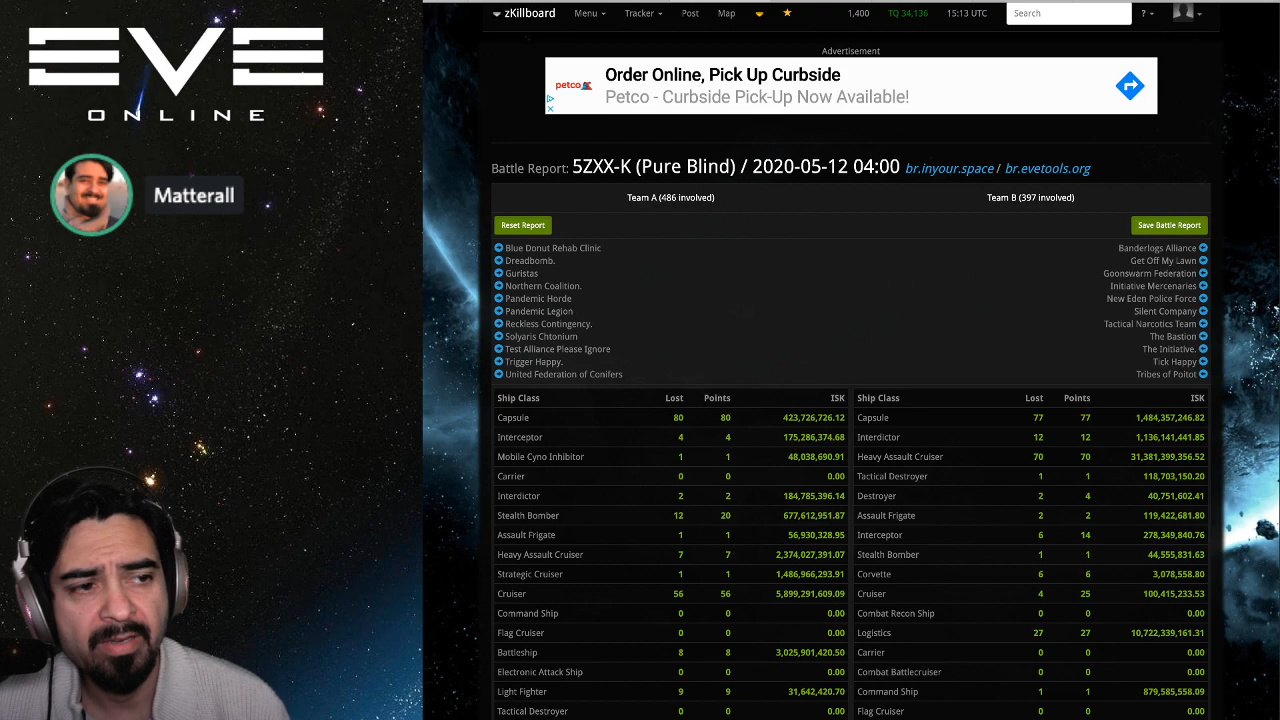 EVE
ONLINE
Matterall
zKillboard Menu Tracker Post Map 1,400 TQ 34,136 15:13 UTC Search ?
Advertisement
petco
Order Online, Pick Up Curbside
Petco - Curbside Pick-Up Now Available!
Battle Report: 5ZXX-K (Pure Blind) / 2020-05-12 04:00 br.inyour.space / br.evetools.org
Team A (486 involved) Team B (397 involved)
Reset Report Save Battle Report
Blue Donut Rehab Clinic Banderlogs Alliance
Dreadbomb. Get Off My Lawn
Guristas Goonswarm Federation
Northern Coalition. Initiative Mercenaries
Pandemic Horde New Eden Police Force
Pandemic Legion Silent Company
Reckless Contingency. Tactical Narcotics Team
Solyaris Chtonium The Bastion
Test Alliance Please Ignore The Initiative.
Trigger Happy. Tick Happy
United Federation of Conifers Tribes of Poitot
Ship Class Lost Points ISK Ship Class Lost Points ISK
Capsule 80 80 423,726,726.12 Capsule 77 77 1,484,357,246.82
Interceptor 4 4 175,286,374.68 Interdictor 12 12 1,136,141,441.85
Mobile Cyno Inhibitor 1 1 48,038,690.91 Heavy Assault Cruiser 70 70 31,381,399,356.52
Carrier 0 0 0.00 Tactical Destroyer 1 1 118,703,150.20
Interdictor 2 2 184,785,396.14 Destroyer 2 4 40,751,602.41
Stealth Bomber 12 20 677,612,951.87 Assault Frigate 2 2 119,422,681.80
Assault Frigate 1 1 56,930,328.95 Interceptor 6 14 278,349,840.76
Heavy Assault Cruiser 7 7 2,374,027,391.07 Stealth Bomber 1 1 44,555,831.63
Strategic Cruiser 1 1 1,486,966,293.91 Corvette 6 6 3,078,558.80
Cruiser 56 56 5,899,291,609.09 Cruiser 4 25 100,415,233.53
Command Ship 0 0 0.00 Combat Recon Ship 0 0 0.00
Flag Cruiser 0 0 0.00 Logistics 27 27 10,722,339,161.31
Battleship 8 8 3,025,901,420.50 Carrier 0 0 0.00
Electronic Attack Ship 0 0 0.00 Combat Battlecruiser 0 0 0.00
Light Fighter 9 9 31,642,420.70 Command Ship 1 1 879,585,558.09
Tactical Destroyer 0 0 0.00 Flag Cruiser 0 0 0.00